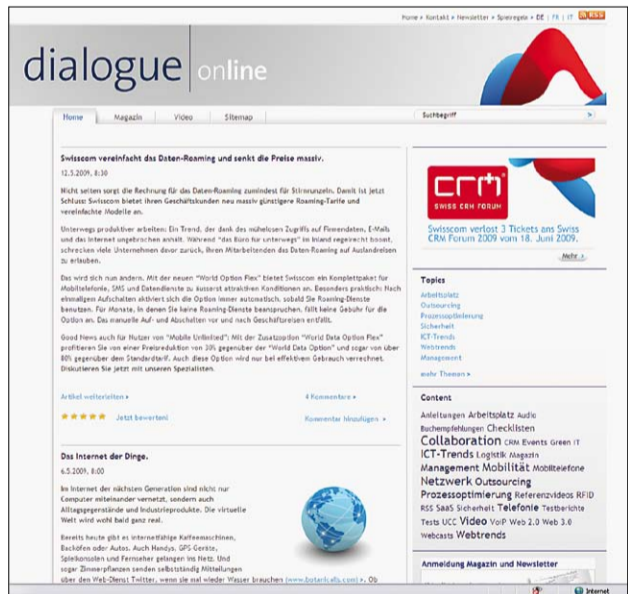 Home » Kontakt » Newsletter » Spielregeln » DE | FR | IT RSS
dialogue online
Home Magazin Video Sitemap
Suchbegriff
Swisscom vereinfacht das Daten-Roaming und senkt die Preise massiv.
12.5.2009, 8:30
Nicht selten sorgt die Rechnung für das Daten-Roaming zumindest für Stirnrunzeln. Damit ist jetzt
Schluss: Swisscom bietet ihren Geschäftskunden neu massiv günstigere Roaming-Tarife und
vereinfachte Modelle an.
Unterwegs produktiver arbeiten: Ein Trend, der dank des mühelosen Zugriffs auf Firmendaten, E-Mails
und das Internet ungebrochen anhält. Während "das Büro für unterwegs" im Inland regelrecht boomt,
schrecken viele Unternehmen davor zurück, ihren Mitarbeitenden das Daten Roaming auf Auslandreisen
zu erlauben.
Das wird sich nun ändern. Mit der neuen "World Option Flex" bietet Swisscom ein Komplettpaket für
Mobiltelefonie, SMS und Datendienste zu äusserst attraktiven Konditionen an. Besonders praktisch: Nach
einmaligem Aufschalten aktiviert sich die Option immer automatisch, sobald Sie Roaming-Dienste
benutzen. Für Monate, in denen Sie keine Roaming-Dienste beanspruchen, fällt keine Gebühr für die
Option an. Das manuelle Auf- und Abschalten vor und nach Geschäftsreisen entfällt.
Good News auch für Nutzer von "Mobile Unlimited": Mit der Zusatzoption "World Data Option Flex"
profitieren Sie von einer Preisreduktion von 30% gegenüber der "World Data Option" und sogar von über
80% gegenüber dem Standardtarif. Auch diese Option wird nur bei effektivem Gebrauch verrechnet.
Diskutieren Sie jetzt mit unseren Spezialisten.
Artikel weiterleiten » 4 Kommentare »
Jetzt bewerten! Kommentar hinzufügen »
Das Internet der Dinge.
6.5.2009, 8:00
Im Internet der nächsten Generation sind nicht nur
Computer miteinander vernetzt, sondern auch
Alltagsgegenstände und Industrieprodukte. Die virtuelle
Welt wird wohl bald ganz real.
Bereits heute gibt es internetfähige Kaffeemaschinen,
Backöfen oder Autos. Auch Handys, GPS-Geräte,
Spielkonsolen und Fernseher gelangen ins Netz. Und
sogar Zimmerpflanzen senden selbstständig Mitteilungen
über den Web-Dienst Twitter, wenn sie mal wieder Wasser brauchen (www.botanicalls.com) ». Ob
crm
SWISS CRM FORUM
Swisscom verlost 3 Tickets ans Swiss
CRM Forum 2009 vom 18. Juni 2009.
Mehr
Topics
Arbeitsplatz
Outsourcing
Prozessoptimierung
Sicherheit
ICT-Trends
Webtrends
Management
mehr Themen »
Content
Anleitungen Arbeitsplatz Audio
Buchempfehlungen Checklisten
Collaboration CRM Events Green IT
ICT-Trends Logistik Magazin
Management Mobilität Mobiltelefone
Netzwerk Outsourcing
Prozessoptimierung Referenzvideos RFID
RSS SaaS Sicherheit Telefonie Testberichte
Tests UCC Video VoIP Web 2.0 Web 3.0
Webcasts Webtrends
Anmeldung Magazin und Newsletter
Internet